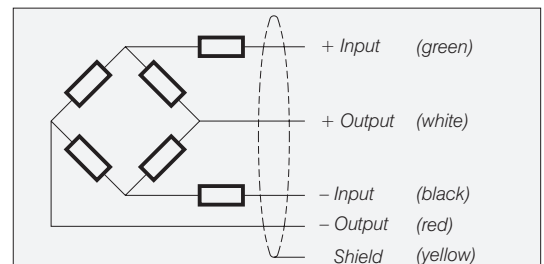 + Input (green)
+ Output (white)
– Input (black)
– Output (red)
Shield (yellow)